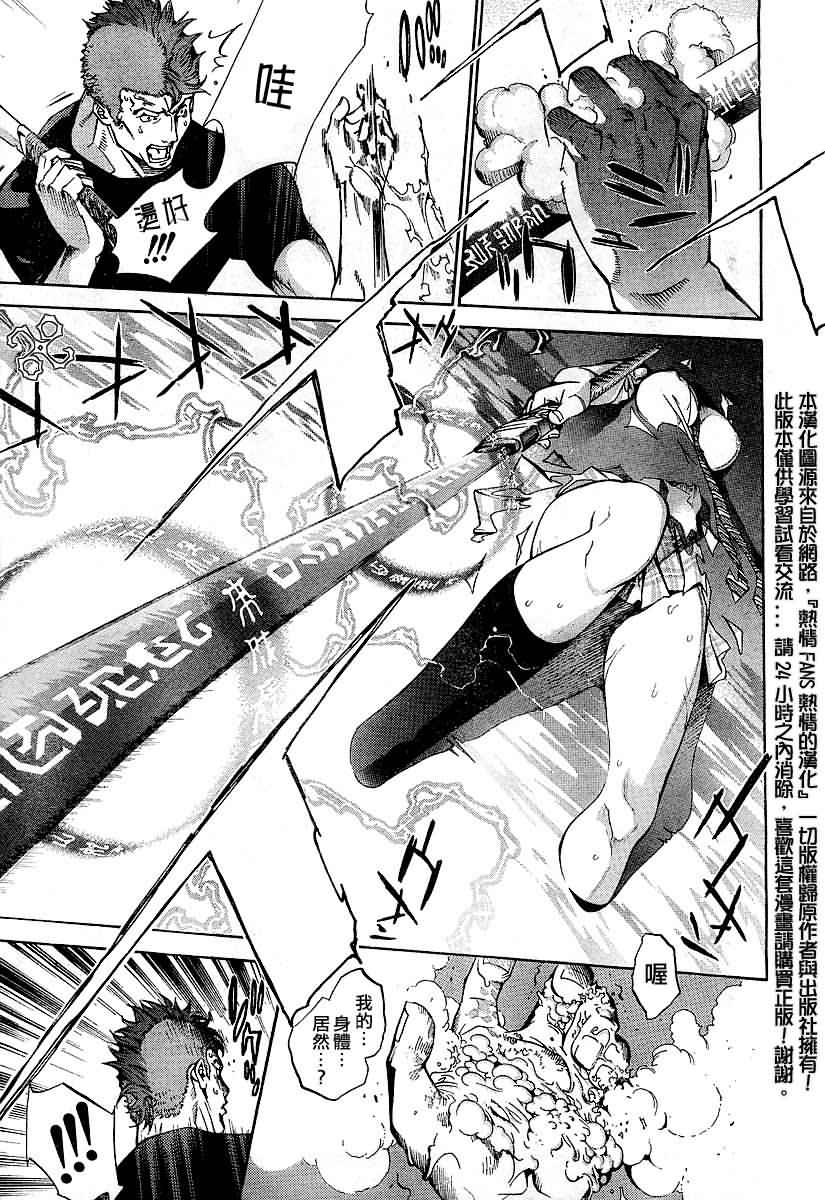 哇
燙好
!!!
喔
我的…
身體…
居然…?
!!!
本漢化圖源來自於網路，『熱情FANS熱情的漢化』一切版權歸原作者與出版社擁有!
此版本僅供學習試看交流... 請24小時之內消除，喜歡這套漫畫請購買正版!謝謝。